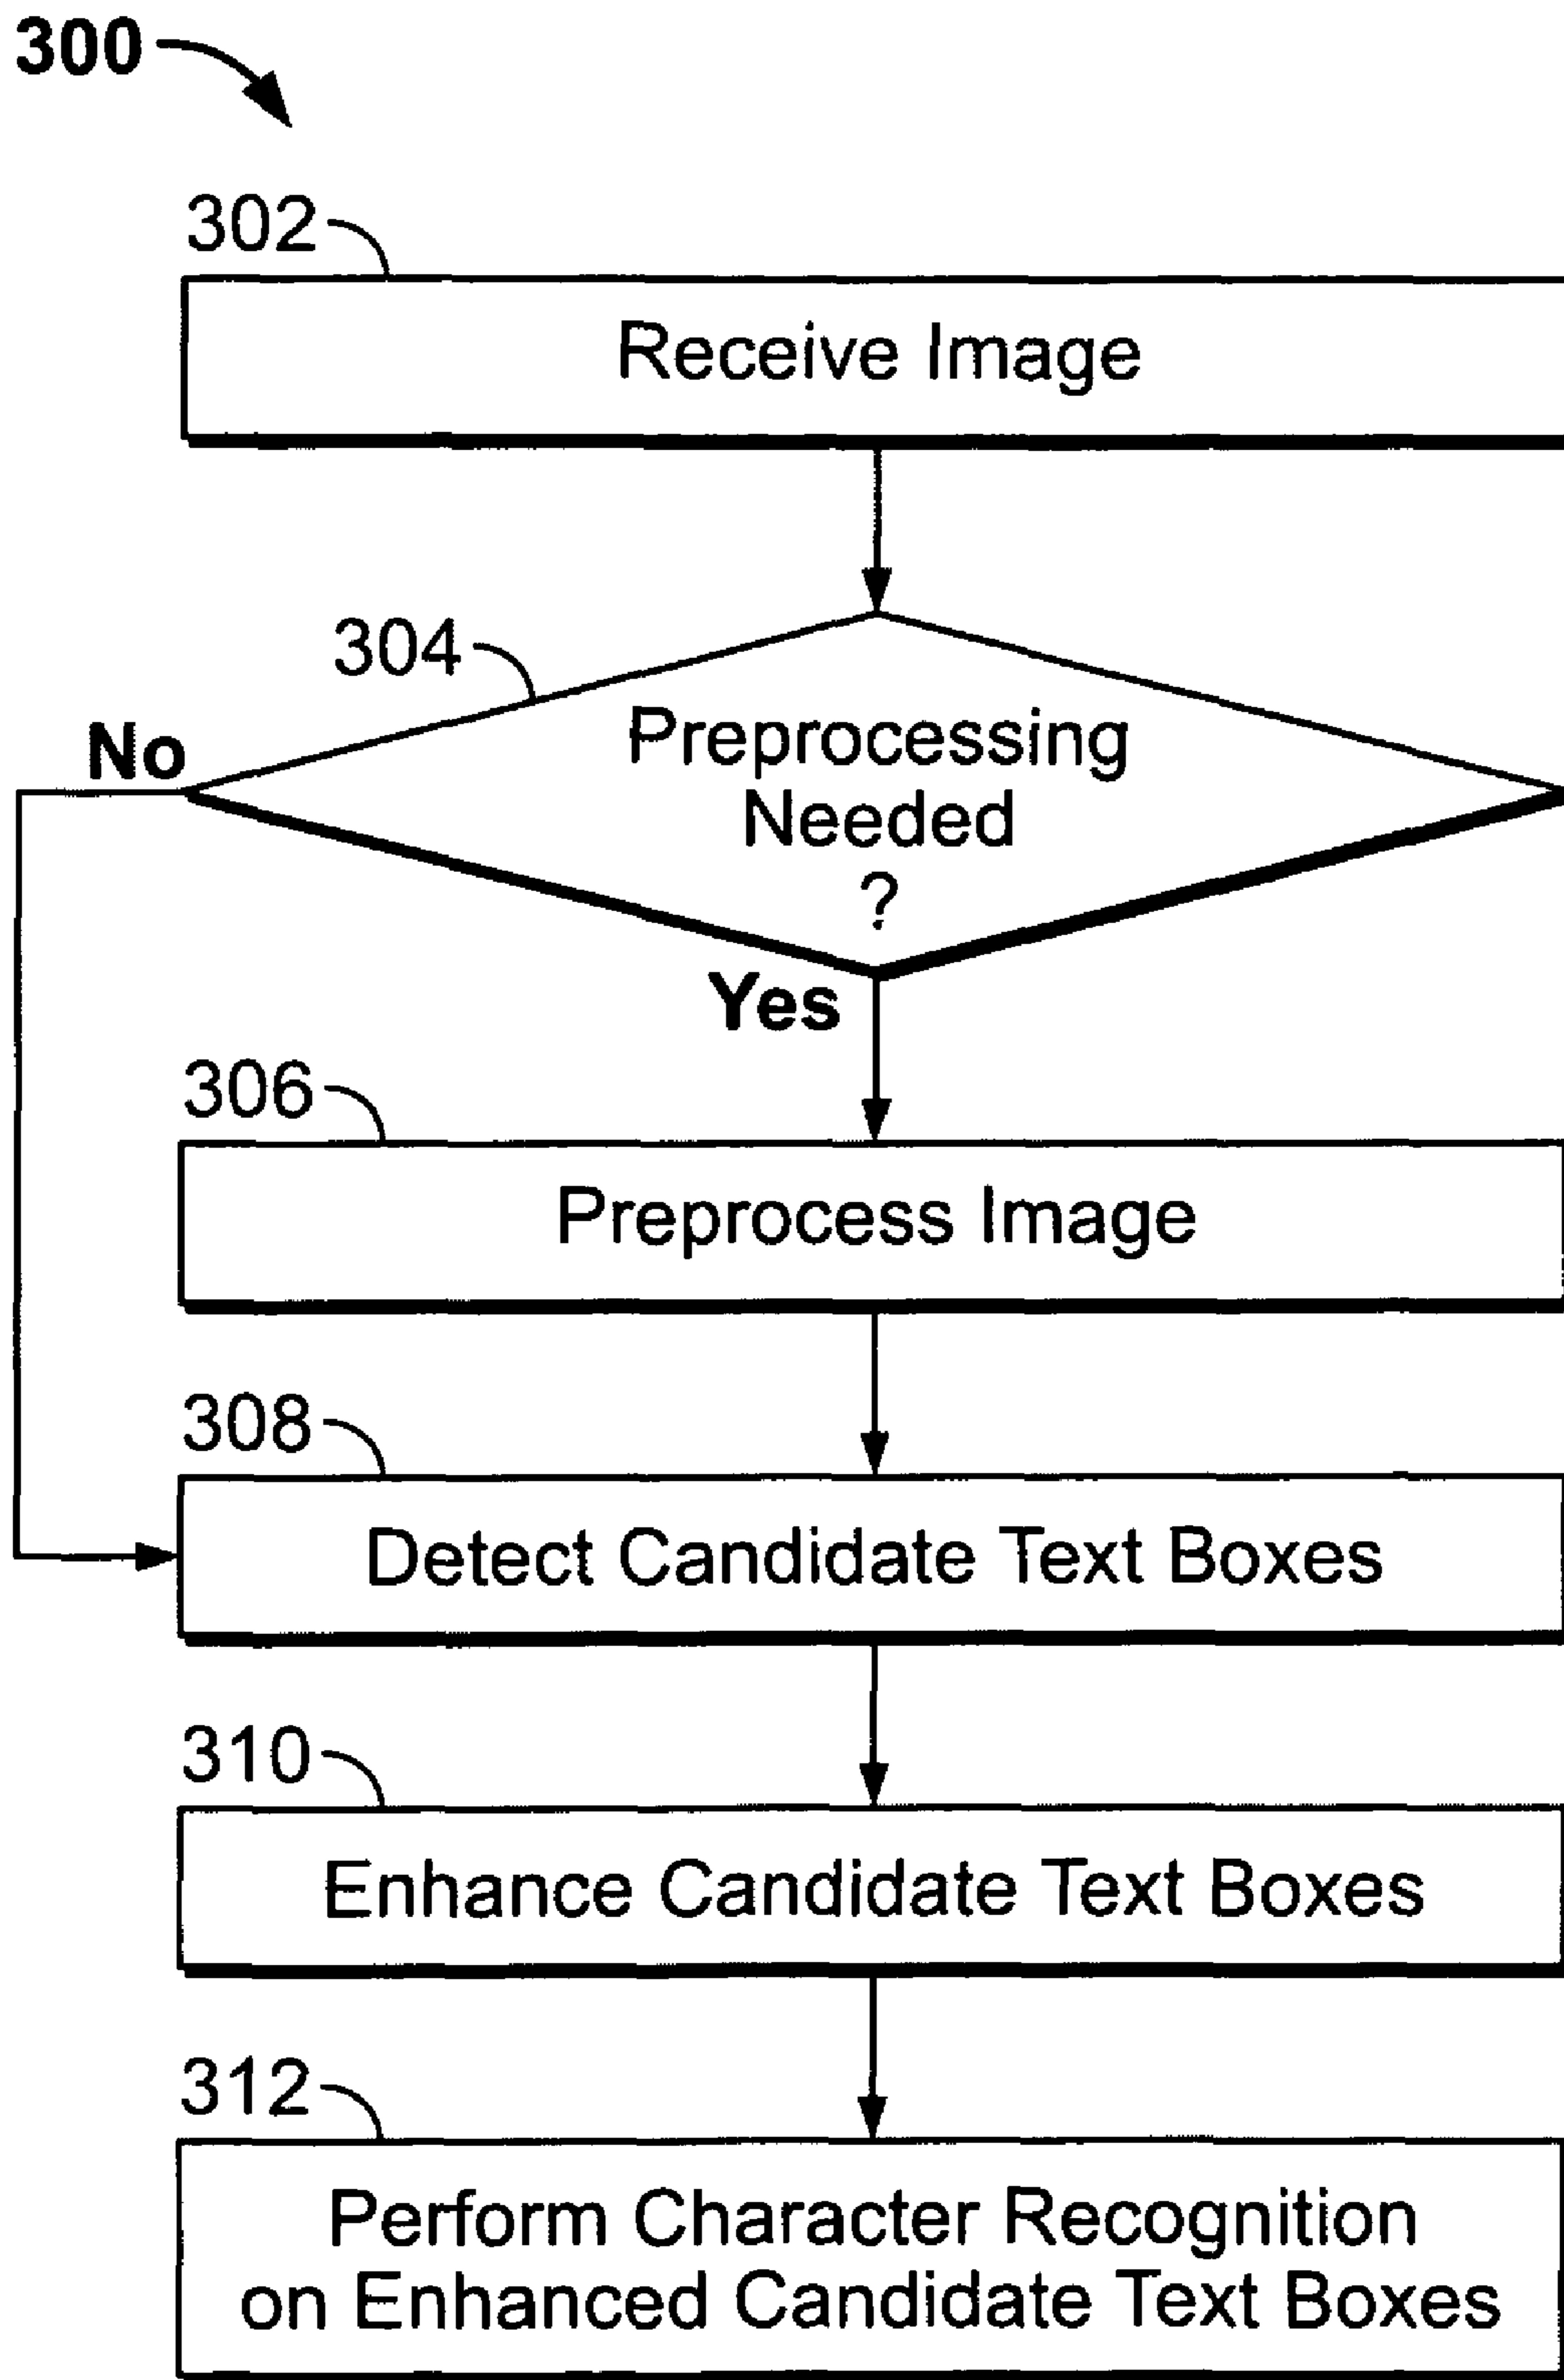 300
302
Receive Image
304
No
Preprocessing
Needed
?
Yes
306
Preprocess Image
308
Detect Candidate Text Boxes
310
Enhance Candidate Text Boxes
312
Perform Character Recognition
on Enhanced Candidate Text Boxes